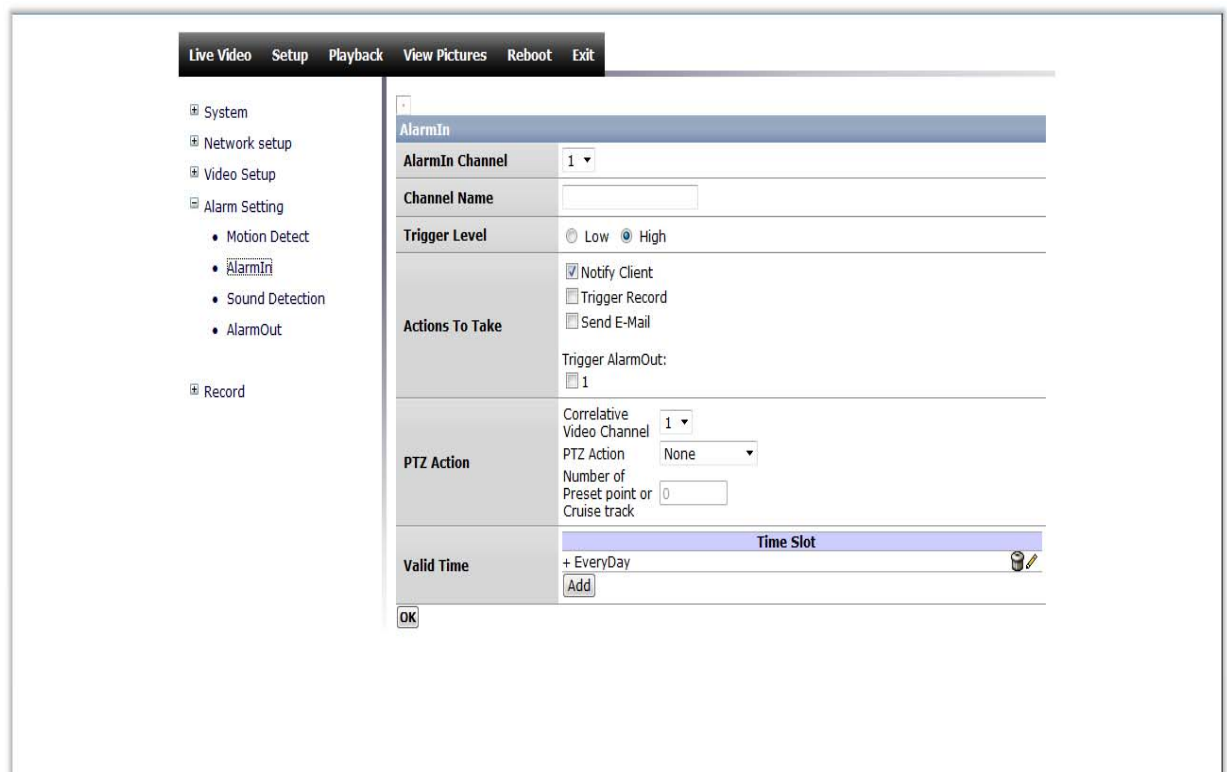 Live Video Setup Playback View Pictures Reboot Exit
System
Network setup
Video Setup
Alarm Setting
Motion Detect
AlarmIn
Sound Detection
AlarmOut
Record
AlarmIn
AlarmIn Channel 1
Channel Name
Trigger Level Low High
Actions To Take
Notify Client
Trigger Record
Send E-Mail
Trigger AlarmOut:
1
PTZ Action
Correlative
Video Channel 1
PTZ Action None
Number of
Preset point or 0
Cruise track
Valid Time
Time Slot
+ EveryDay
Add
OK